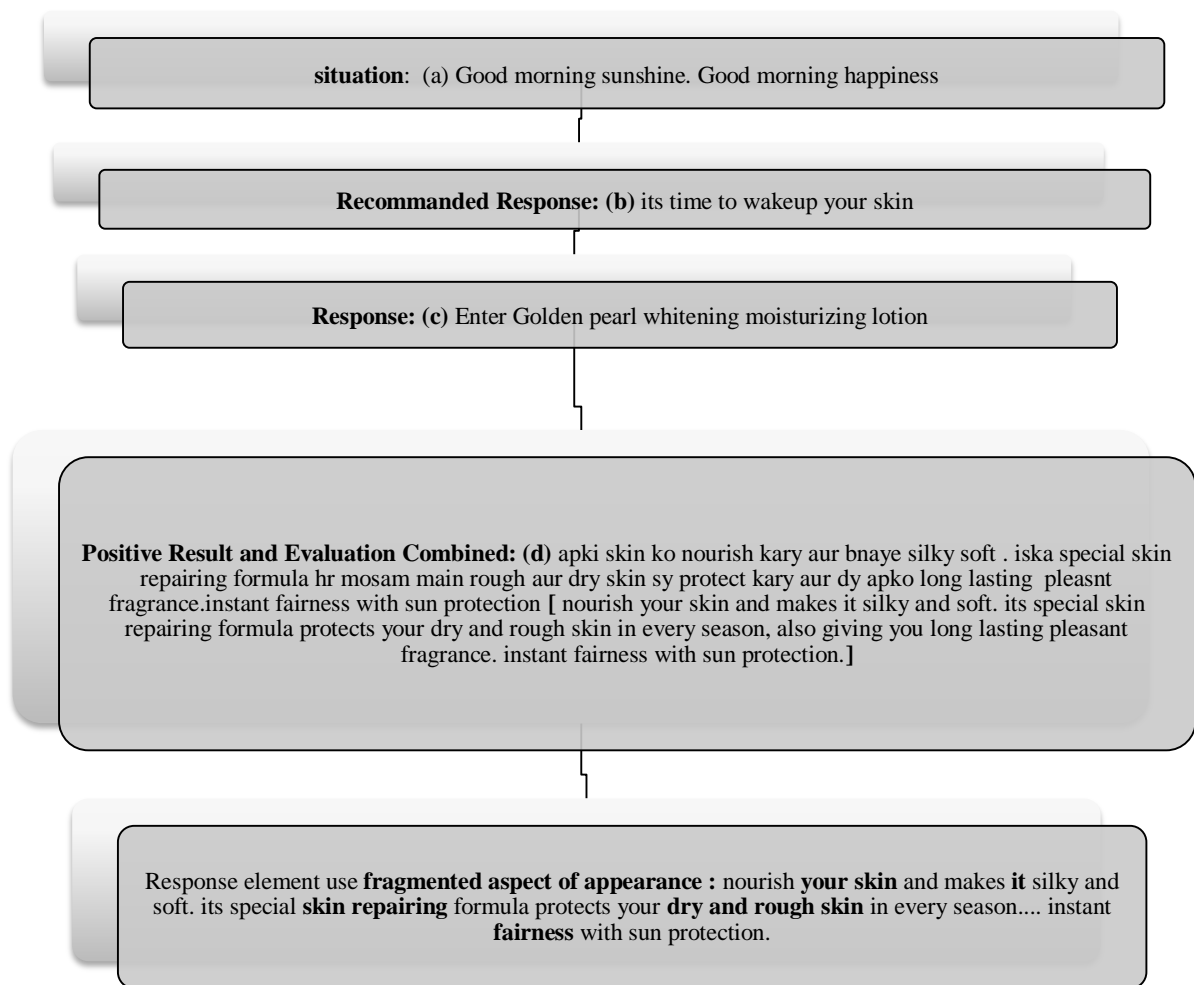 situation: (a) Good morning sunshine. Good morning happiness
Recommanded Response: (b) its time to wakeup your skin
Response: (c) Enter Golden pearl whitening moisturizing lotion
Positive Result and Evaluation Combined: (d) apki skin ko nourish kary aur bnaye silky soft . iska special skin
repairing formula hr mosam main rough aur dry skin sy protect kary aur dy apko long lasting pleasnt
fragrance.instant fairness with sun protection [ nourish your skin and makes it silky and soft. its special skin
repairing formula protects your dry and rough skin in every season, also giving you long lasting pleasant
fragrance. instant fairness with sun protection.]
Response element use fragmented aspect of appearance : nourish your skin and makes it silky and
soft. its special skin repairing formula protects your dry and rough skin in every season.... instant
fairness with sun protection.